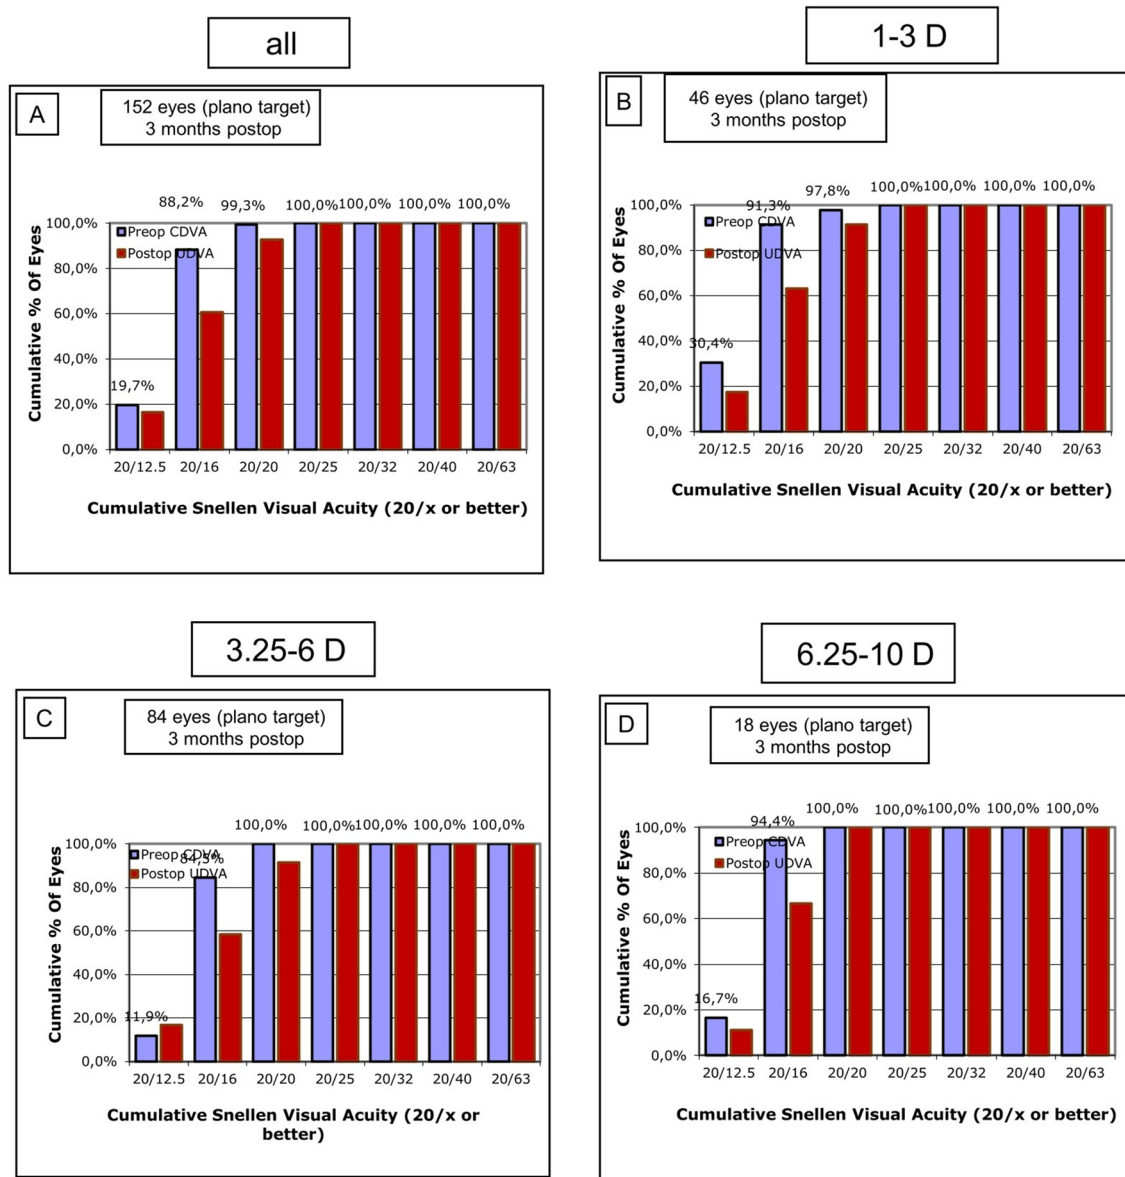 all
A
152 eyes (plano target)
3 months postop
88,2%
99,3%
100,0%
100,0%
100,0%
100,0%
19,7%
Preop CDVA
Postop UDVA
100,0%
80,0%
60,0%
40,0%
20,0%
0,0%
Cumulative % Of Eyes
20/12.5
20/16
20/20
20/25
20/32
20/40
20/63
Cumulative Snellen Visual Acuity (20/x or better)
1-3 D
B
46 eyes (plano target)
3 months postop
91,3%
97,8%
100,0%
100,0%
100,0%
100,0%
30,4%
Preop CDVA
Postop UDVA
100,0%
80,0%
60,0%
40,0%
20,0%
0,0%
Cumulative % Of Eyes
20/12.5
20/16
20/20
20/25
20/32
20/40
20/63
Cumulative Snellen Visual Acuity (20/x or better)
3.25-6 D
C
84 eyes (plano target)
3 months postop
84,5%
100,0%
100,0%
100,0%
100,0%
100,0%
11,9%
Preop CDVA
Postop UDVA
100,0%
80,0%
60,0%
40,0%
20,0%
0,0%
Cumulative % Of Eyes
20/12.5
20/16
20/20
20/25
20/32
20/40
20/63
Cumulative Snellen Visual Acuity (20/x or
better)
6.25-10 D
D
18 eyes (plano target)
3 months postop
94,4%
100,0%
100,0%
100,0%
100,0%
100,0%
16,7%
Preop CDVA
Postop UDVA
100,0%
80,0%
60,0%
40,0%
20,0%
0,0%
Cumulative % Of Eyes
20/12.5
20/16
20/20
20/25
20/32
20/40
20/63
Cumulative Snellen Visual Acuity (20/x or better)